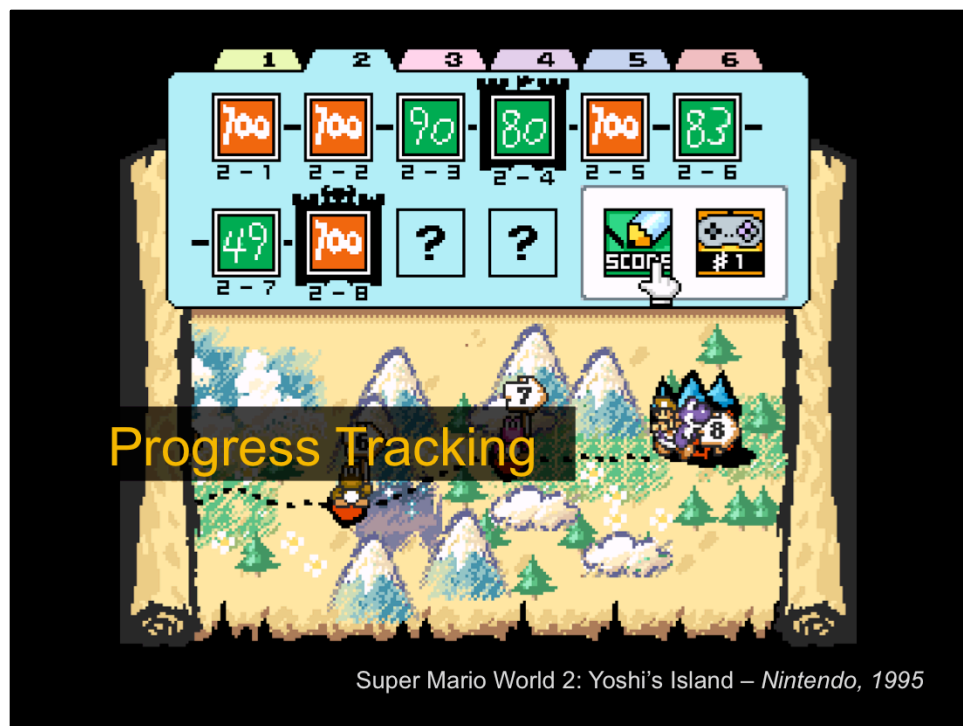 1 2 3 4 5 6
100 100 90 80 100 83
2-1 2-2 2-3 2-4 2-5 2-6
49 100 ? ? SCORE #1
2-7 2-8
7
8
Progress Tracking
Super Mario World 2: Yoshi's Island – Nintendo, 1995